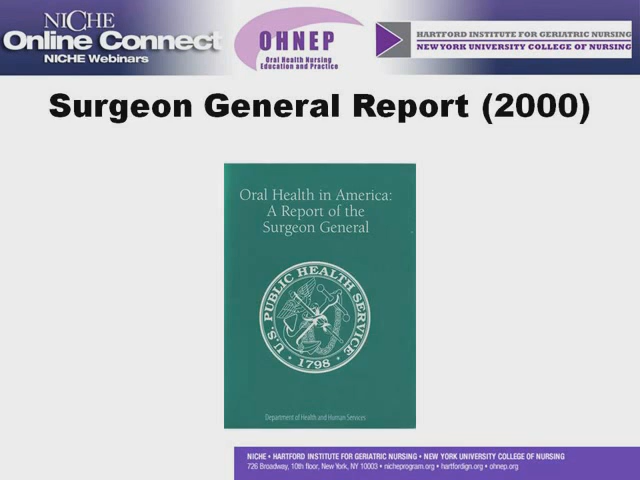 NICHE
Online Connect
NICHE Webinars
OHNEP
Oral Health Nursing
Education and Practice
HARTFORD INSTITUTE FOR GERIATRIC NURSING
NEW YORK UNIVERSITY COLLEGE OF NURSING
Surgeon General Report (2000)
Oral Health in America:
A Report of the
Surgeon General
U.S. PUBLIC HEALTH SERVICE
1798
Department of Health and Human Services
NICHE • HARTFORD INSTITUTE FOR GERIATRIC NURSING • NEW YORK UNIVERSITY COLLEGE OF NURSING
726 Broadway, 10th floor, New York, NY 10003 • nicheprogram.org • hartfordign.org • ohnep.org